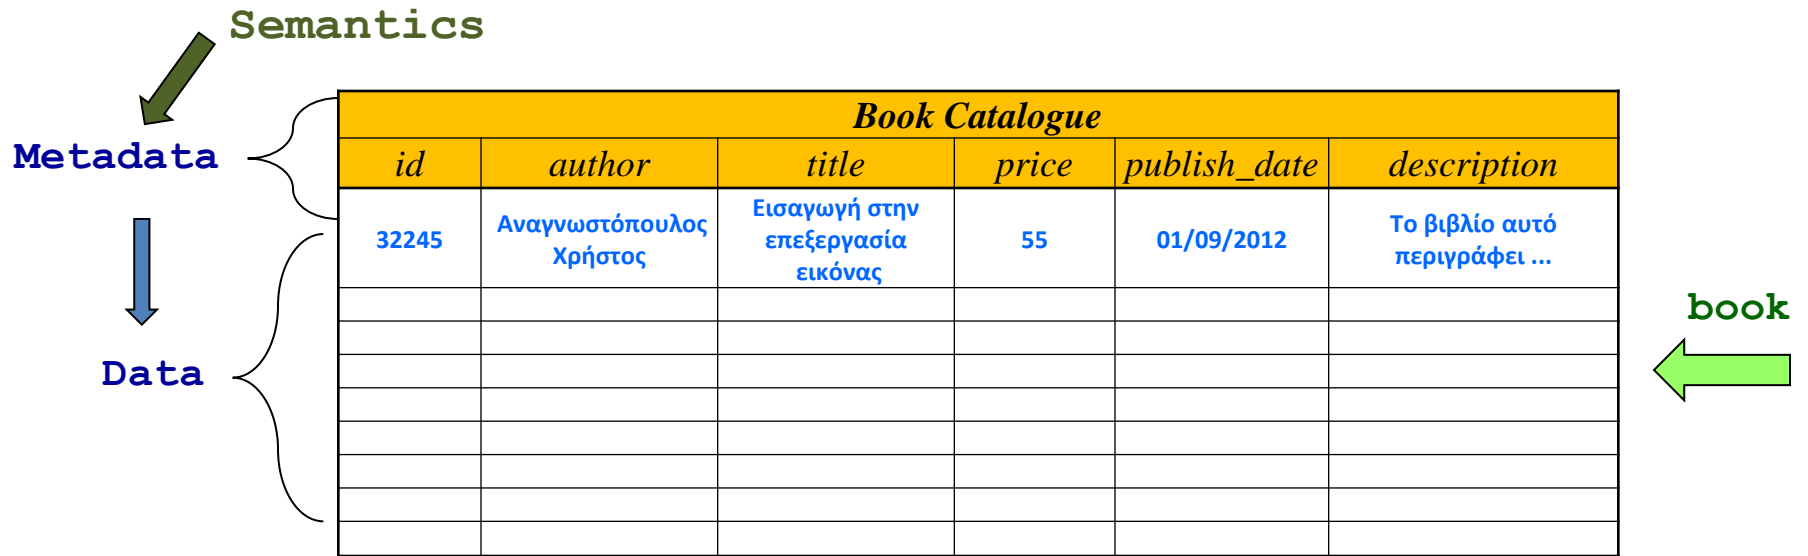 Semantics
Book Catalogue
Metadata
id author title price publish_date description
32245
Αναγνωστόπουλος
Χρήστος
Εισαγωγή στην
επεξεργασία
εικόνας
55
01/09/2012
Το βιβλίο αυτό
περιγράφει ...
book
Data